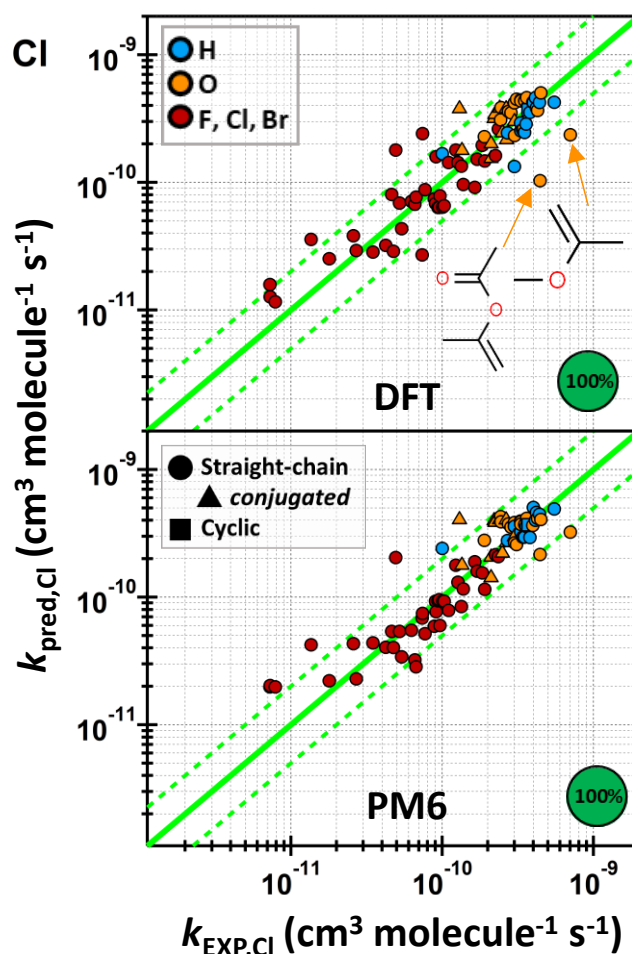 Cl
H
O
F, Cl, Br
10⁻⁹
10⁻¹⁰
10⁻¹¹
O
O
O
DFT
100%
Straight-chain
conjugated
Cyclic
10⁻⁹
10⁻¹⁰
10⁻¹¹
PM6
100%
k_pred,Cl (cm³ molecule⁻¹ s⁻¹)
10⁻¹¹
10⁻¹⁰
10⁻⁹
k_EXP,Cl (cm³ molecule⁻¹ s⁻¹)